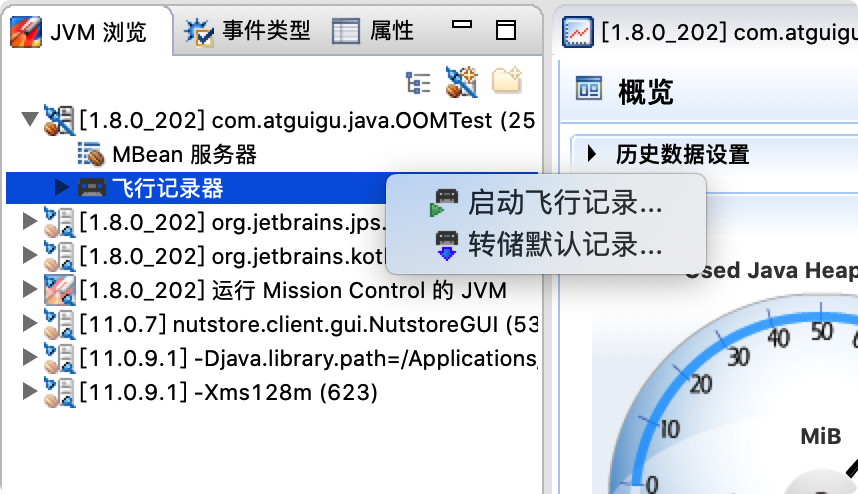 JVM 浏览 事件类型 属性
[1.8.0_202] com.atguigu.java.OOMTest (25
MBean 服务器
飞行记录器
[1.8.0_202] org.jetbrains.jps.
[1.8.0_202] org.jetbrains.kotl
[1.8.0_202] 运行 Mission Control 的 JVM
[11.0.7] nutstore.client.gui.NutstoreGUI (53
[11.0.9.1] -Djava.library.path=/Applications
[11.0.9.1] -Xms128m (623)
启动飞行记录...
转储默认记录...
[1.8.0_202] com.atguigu
概览
历史数据设置
Used Java Heap
0
10
20
30
40
50
MiB